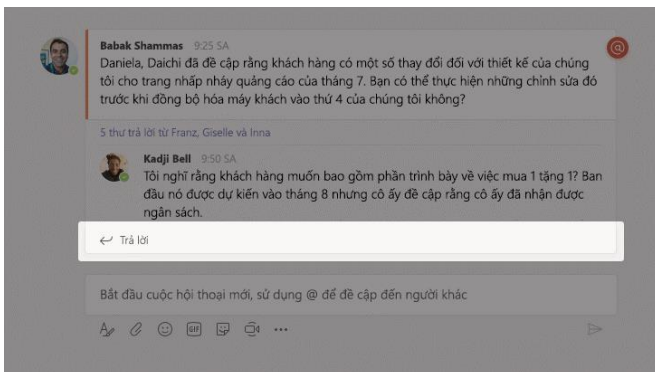 Babak Shammas 9:25 SA
Daniela, Daichi đã đề cập rằng khách hàng có một số thay đổi đối với thiết kế của chúng
tôi cho trang nhấp nháy quảng cáo của tháng 7. Bạn có thể thực hiện những chỉnh sửa đó
trước khi đồng bộ hóa máy khách vào thứ 4 của chúng tôi không?
5 thư trả lời từ Franz, Giselle và Inna
Kadji Bell 9:50 SA
Tôi nghĩ rằng khách hàng muốn bao gồm phần trình bày về việc mua 1 tặng 1? Ban
đầu nó được dự kiến vào tháng 8 nhưng cô ấy đề cập rằng cô ấy đã nhận được
ngân sách.
Trả lời
Bắt đầu cuộc hội thoại mới, sử dụng @ để đề cập đến người khác
GIF